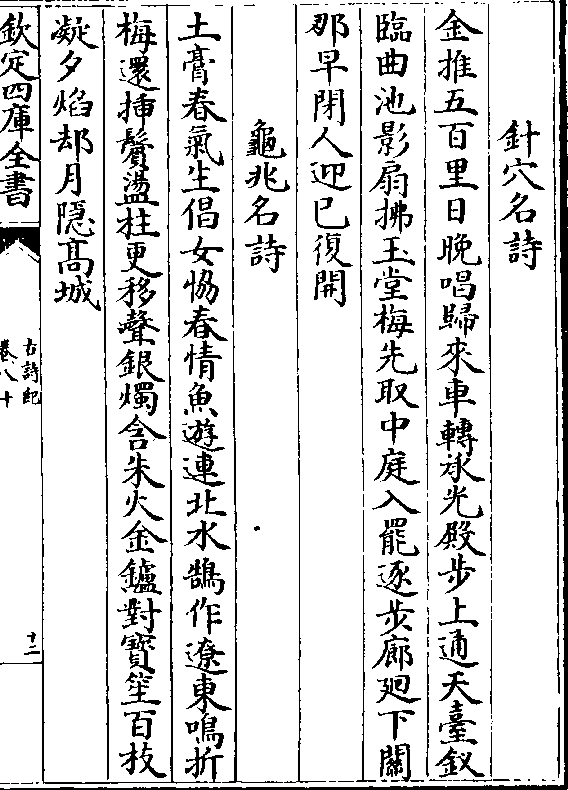 針穴名詩
金推五百里日晚唱歸來車轉承光殿步上通天臺釵
臨曲池影扇拂玉堂梅先取中庭入罷逐步廊廻下關
那早閉人迎已復開
龜兆名詩
土膏春氣生倡女協春情魚遊連北水鵲作遼東鳴折
梅還插鬢盪柱更移聲銀燭含朱火金鑪對寶笙百枝
凝夕焰却月隠髙城
欽定四庫全書
古詩紀
卷八十
十二